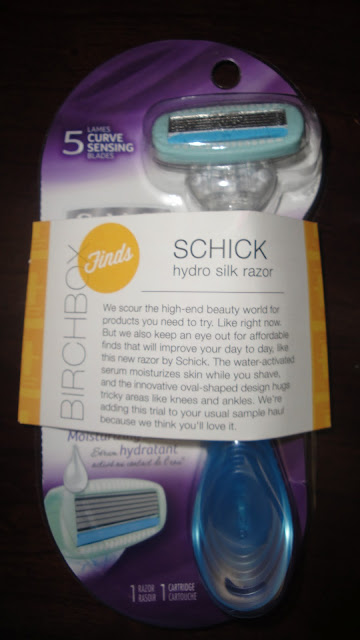 5 LAMES
CURVE
SENSING
BLADES
BIRCHBOX
Finds
SCHICK
hydro silk razor
We scour the high-end beauty world for
products you need to try. Like right now.
But we also keep an eye out for affordable
finds that will improve your day to day, like
this new razor by Schick. The water-activated
serum moisturizes skin while you shave,
and the innovative oval-shaped design hugs
tricky areas like knees and ankles. We're
adding this trial to your usual sample haul
because we think you'll love it.
Moisturizing
Sérum hydratant
activé au contact de l'eau
1 RAZOR
RASOIR 1 CARTRIDGE
CARTOUCHE